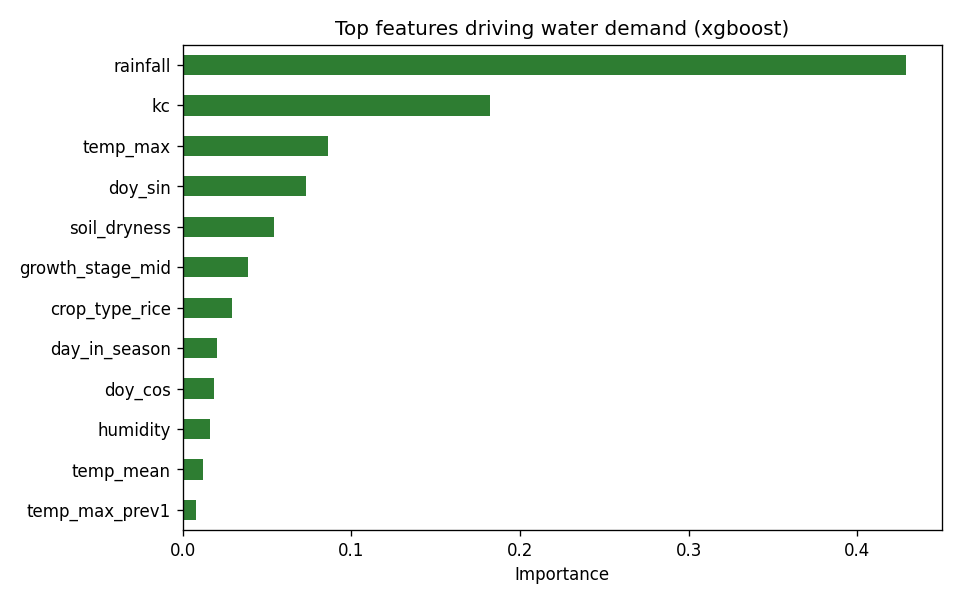 Top features driving water demand (xgboost)
rainfall
kc
temp_max
doy_sin
soil_dryness
growth_stage_mid
crop_type_rice
day_in_season
doy_cos
humidity
temp_mean
temp_max_prev1
0.0 0.1 0.2 0.3 0.4
Importance